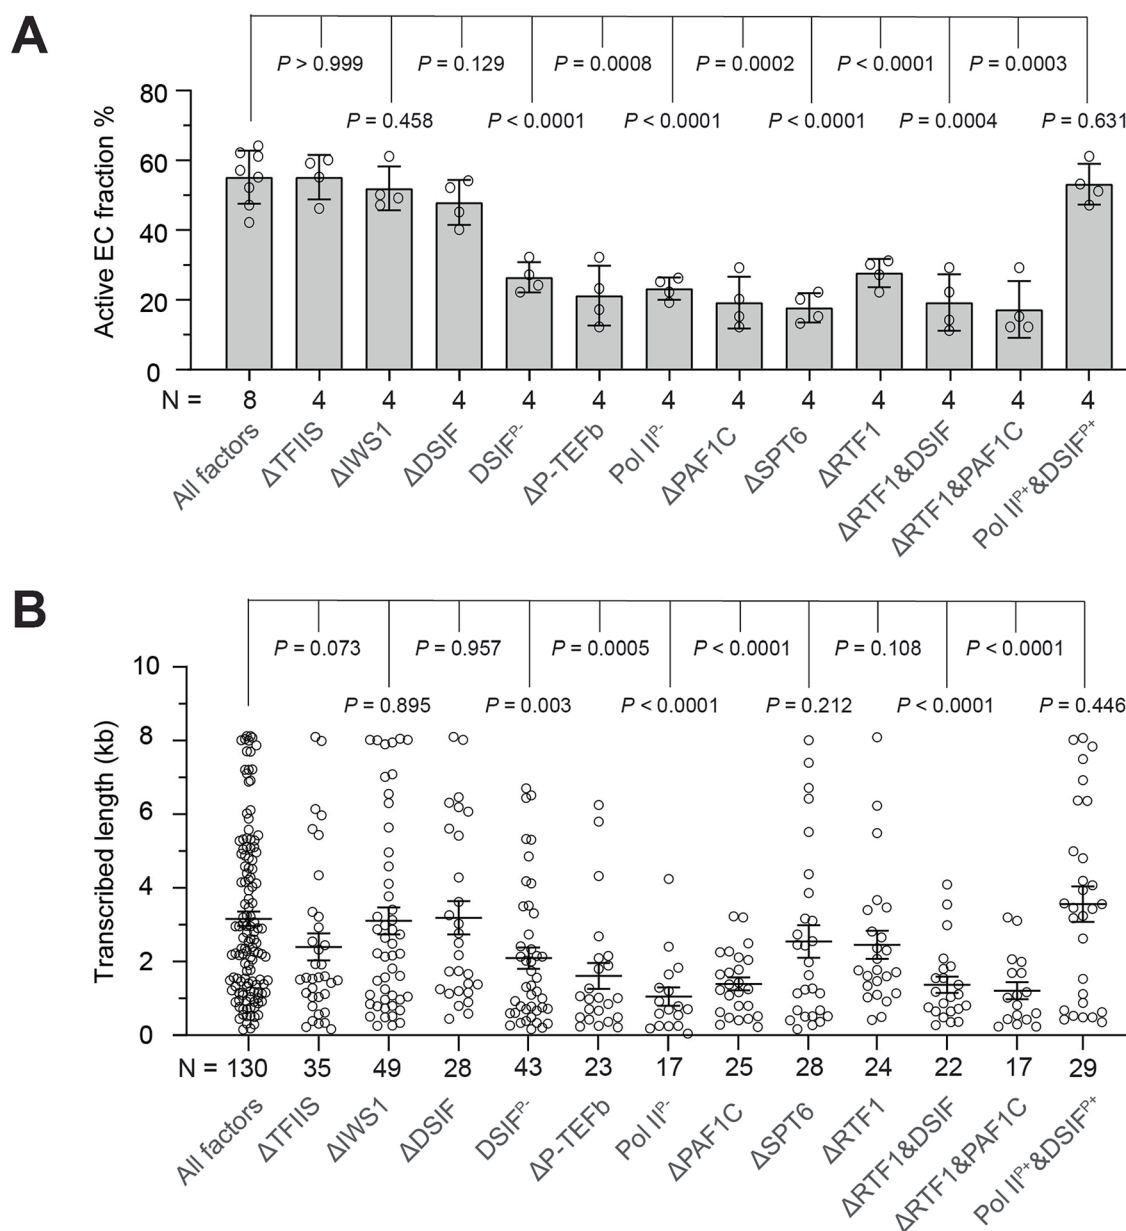 A
P > 0.999
P = 0.129
P = 0.0008
P = 0.0002
P < 0.0001
P = 0.0003
P = 0.458
P < 0.0001
P < 0.0001
P < 0.0001
P = 0.0004
P = 0.631
Active EC fraction %
80
60
40
20
0
N = 8 4 4 4 4 4 4 4 4 4 4 4 4
All factors
ΔTFIIS
ΔIWS1
ΔDSIF
DSIFᴾ⁻
ΔP-TEFb
Pol IIᴾ⁻
ΔPAF1C
ΔSPT6
ΔRTF1
ΔRTF1&DSIF
ΔRTF1&PAF1C
Pol IIᴾ⁺&DSIFᴾ⁺
B
P = 0.073
P = 0.957
P = 0.0005
P < 0.0001
P = 0.108
P < 0.0001
P = 0.895
P = 0.003
P < 0.0001
P = 0.212
P < 0.0001
P = 0.446
Transcribed length (kb)
10
8
6
4
2
0
N = 130 35 49 28 43 23 17 25 28 24 22 17 29
All factors
ΔTFIIS
ΔIWS1
ΔDSIF
DSIFᴾ⁻
ΔP-TEFb
Pol IIᴾ⁻
ΔPAF1C
ΔSPT6
ΔRTF1
ΔRTF1&DSIF
ΔRTF1&PAF1C
Pol IIᴾ⁺&DSIFᴾ⁺